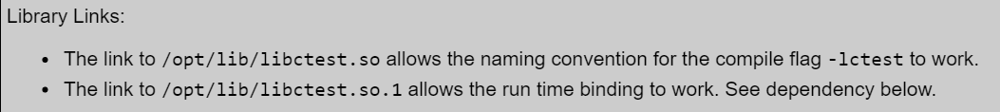 Library Links:
• The link to /opt/lib/libctest.so allows the naming convention for the compile flag -lctest to work.
• The link to /opt/lib/libctest.so.1 allows the run time binding to work. See dependency below.